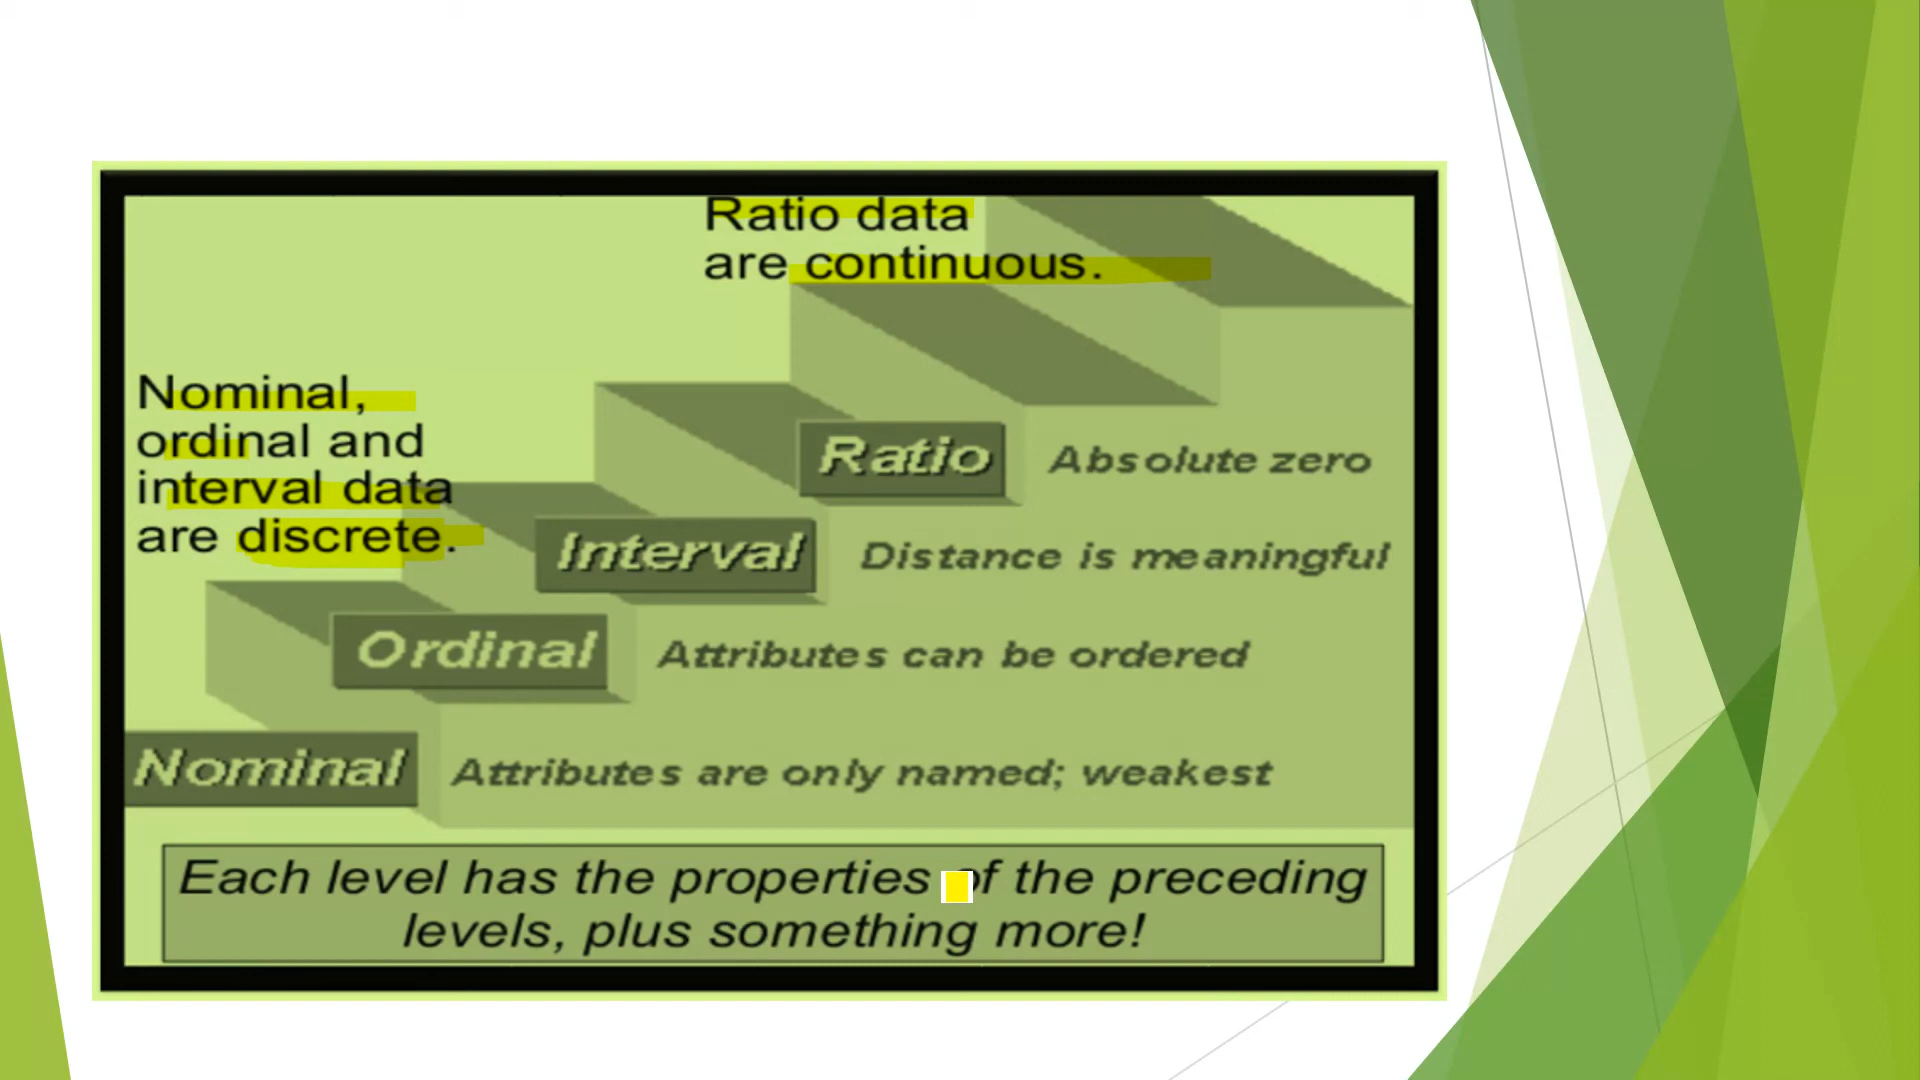 Ratio data
are continuous.
Nominal,
ordinal and
interval data
are discrete.
Ratio Absolute zero
Interval Distance is meaningful
Ordinal Attributes can be ordered
Nominal Attributes are only named; weakest
Each level has the properties of the preceding
levels, plus something more!